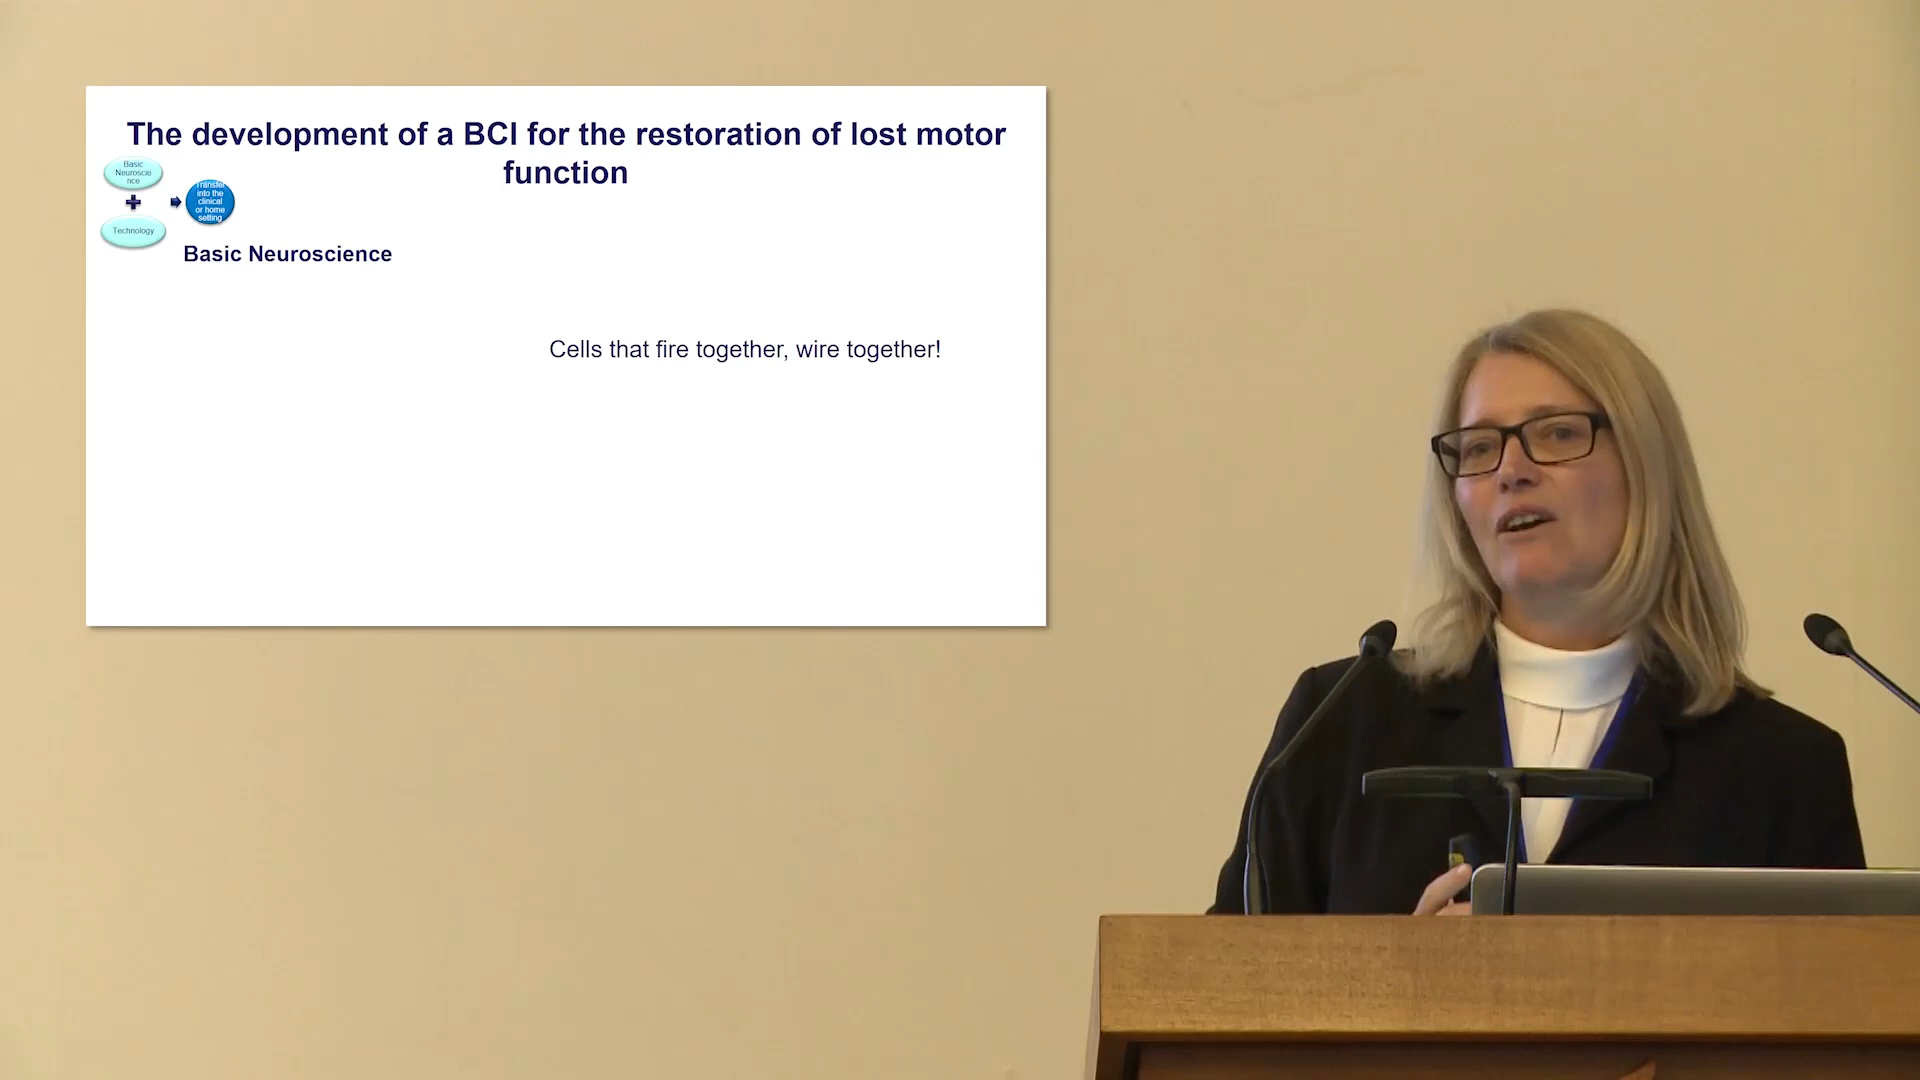 The development of a BCI for the restoration of lost motor
function
Basic
Neuroscie
nce
Transfer
into the
clinical
or home
setting
Technology
Basic Neuroscience
Cells that fire together, wire together!